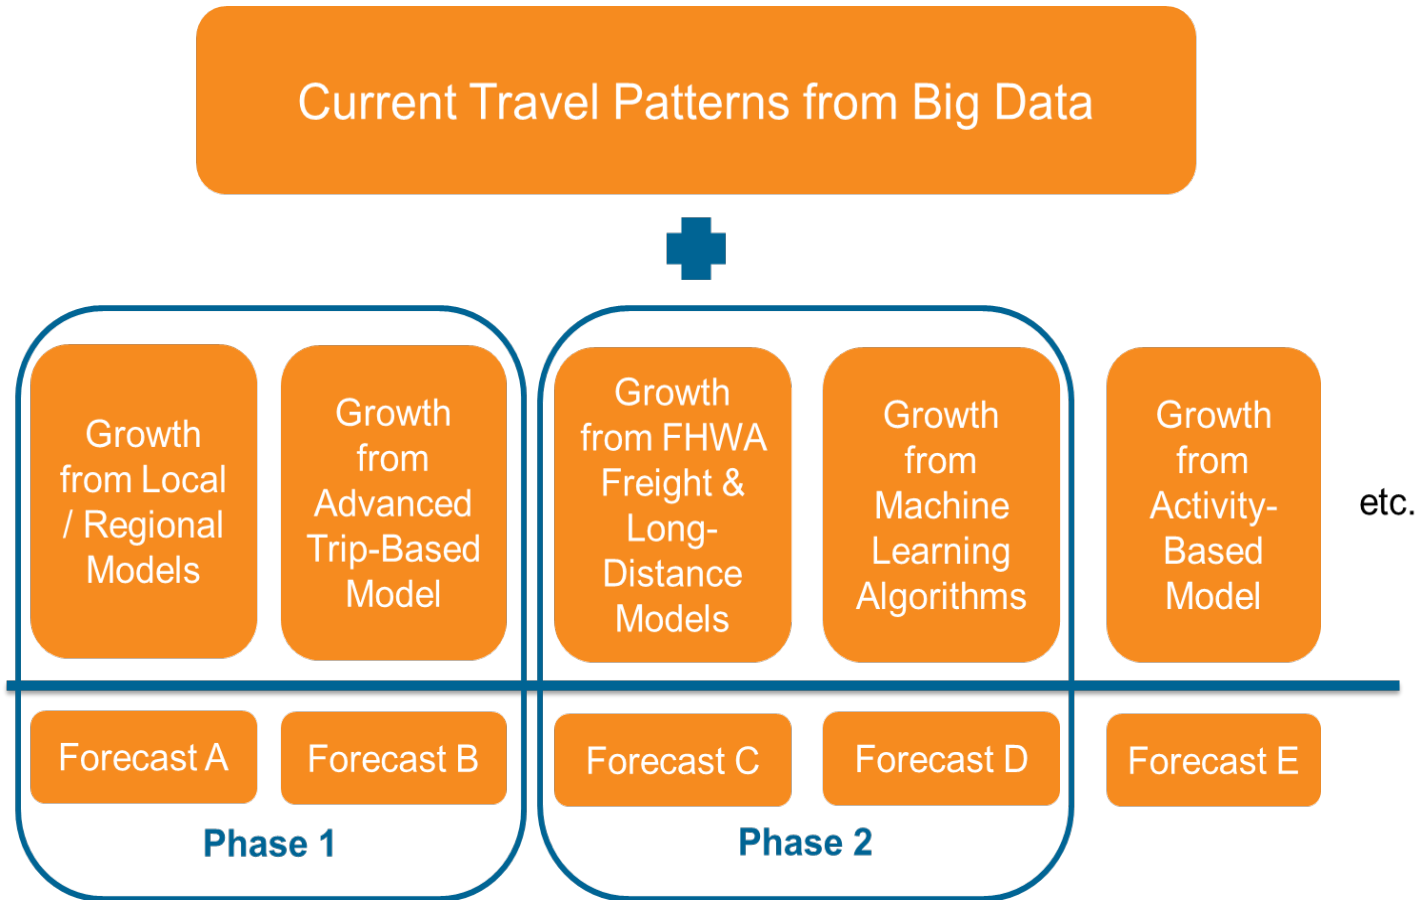 Current Travel Patterns from Big Data
Growth
from Local
/ Regional
Models
Growth
from
Advanced
Trip-Based
Model
Growth
from FHWA
Freight &
Long-
Distance
Models
Growth
from
Machine
Learning
Algorithms
Growth
from
Activity-
Based
Model
etc.
Forecast A
Forecast B
Forecast C
Forecast D
Forecast E
Phase 1
Phase 2